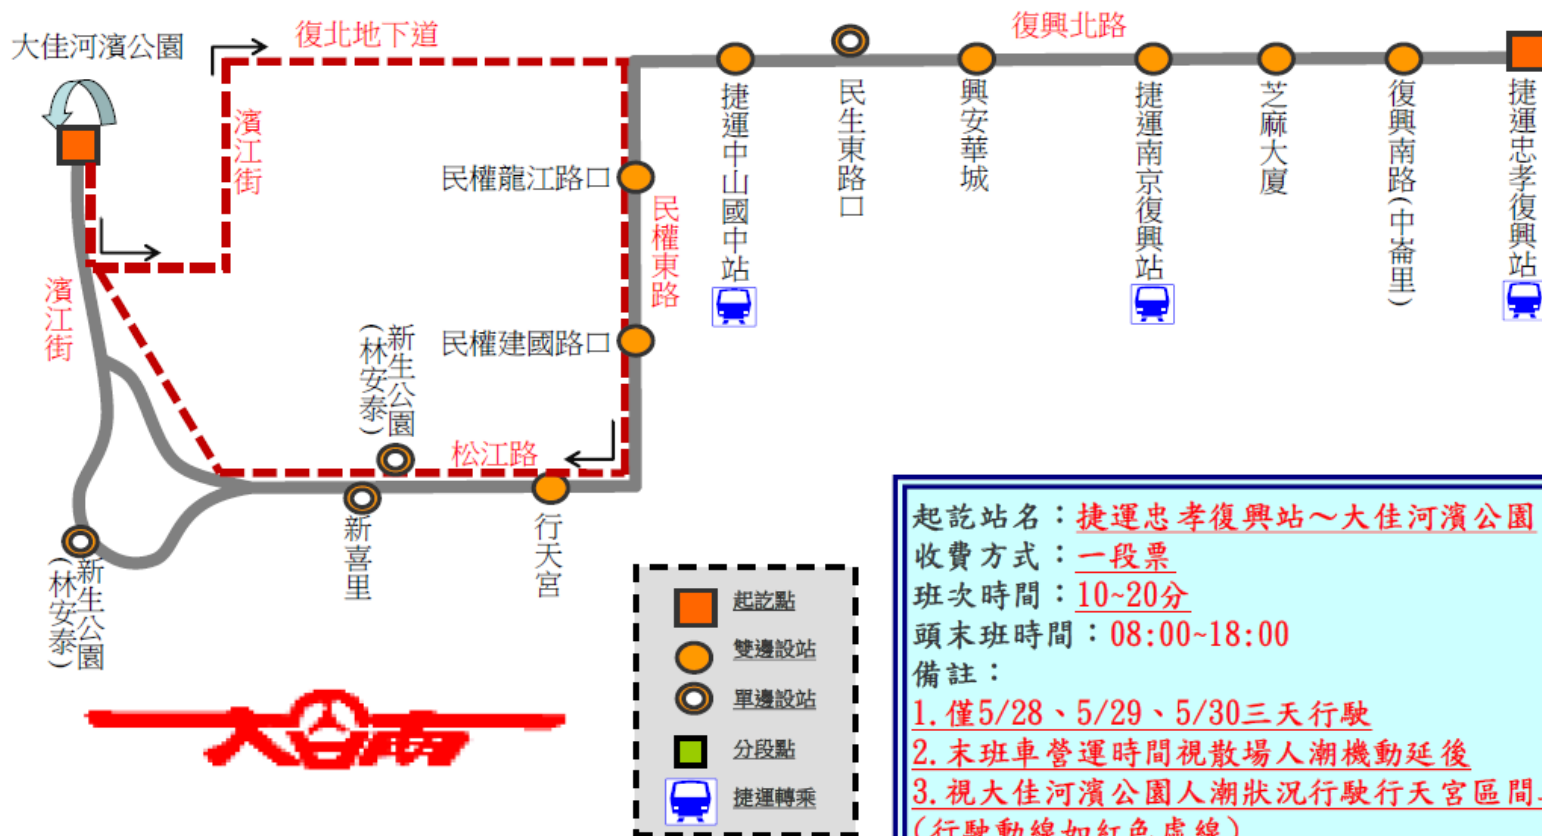 大佳河濱公園
復北地下道
復興北路
濱江街
濱江街
民權東路
松江路
捷運中山國中站
民生東路口
興安華城
捷運南京復興站
芝麻大廈
復興南路(中崙里)
捷運忠孝復興站
民權龍江路口
民權建國路口
新生公園
(林安泰)
新喜里
行天宮
新生公園
(林安泰)
大南
起訖點
雙邊設站
單邊設站
分段點
捷運轉乘
起訖站名：捷運忠孝復興站～大佳河濱公園
收費方式：一段票
班次時間：10~20分
頭末班時間：08:00~18:00
備註：
1.僅5/28、5/29、5/30三天行駛
2.末班車營運時間視散場人潮機動延後
3.視大佳河濱公園人潮狀況行駛行天宮區間
(行駛動線如紅色虛線)